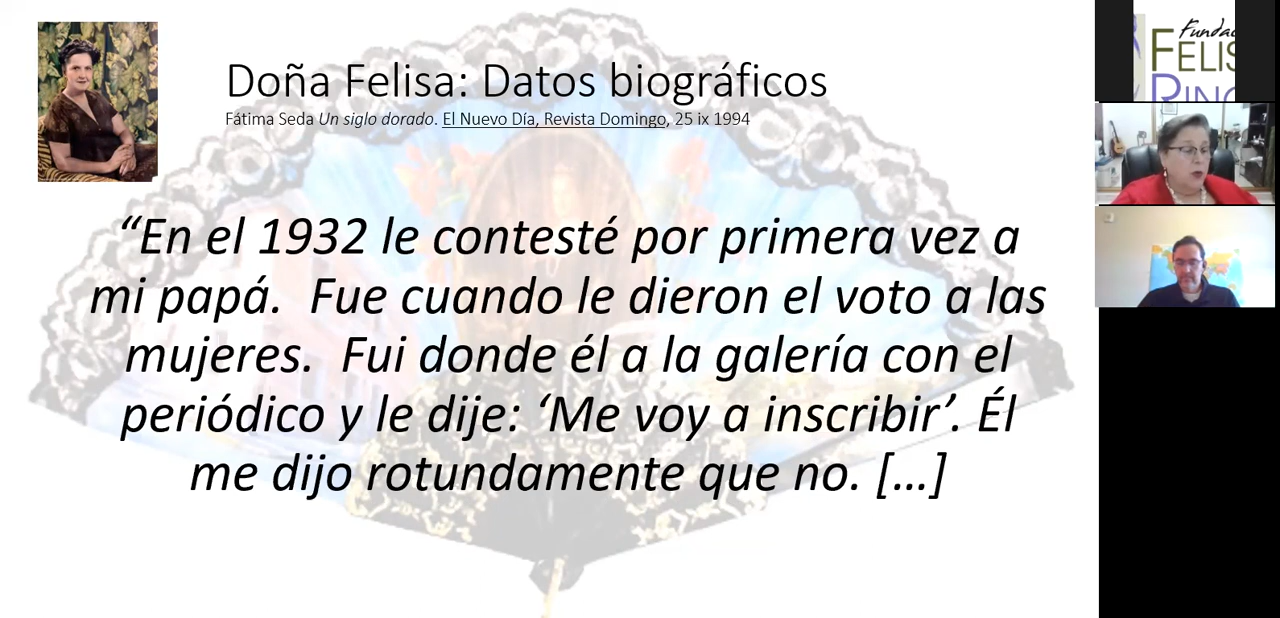 Doña Felisa: Datos biográficos
Fátima Seda Un siglo dorado. El Nuevo Día, Revista Domingo, 25 ix 1994
“En el 1932 le contesté por primera vez a
mi papá.  Fue cuando le dieron el voto a las
mujeres.  Fui donde él a la galería con el
periódico y le dije: ‘Me voy a inscribir’. Él
me dijo rotundamente que no. […]